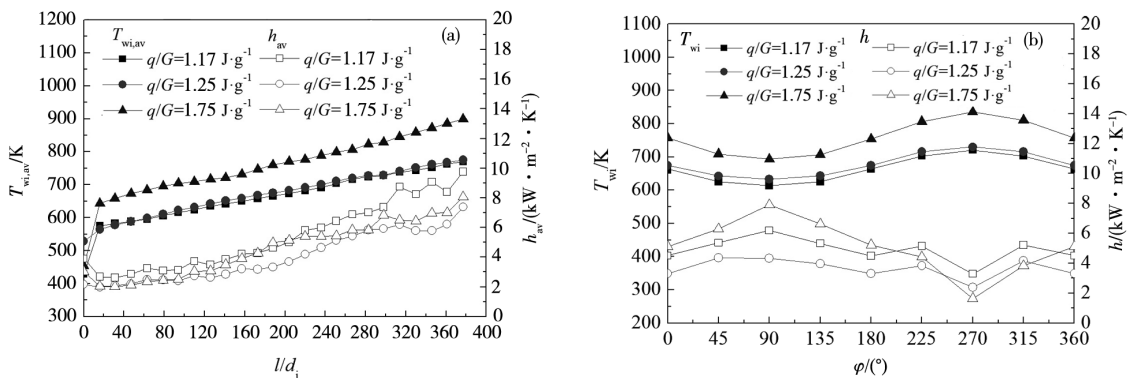 1200
1100
1000
900
800
700
600
500
400
300
T_wi,av/K
T_wi,av h_av (a)
q/G=1.17 J·g⁻¹ q/G=1.17 J·g⁻¹
q/G=1.25 J·g⁻¹ q/G=1.25 J·g⁻¹
q/G=1.75 J·g⁻¹ q/G=1.75 J·g⁻¹
20
18
16
14
12
10
8
6
4
2
0
h_av/(kW·m⁻²·K⁻¹)
0 40 80 120 160 200 240 280 320 360 400
l/d_i
1100
1000
900
800
700
600
500
400
300
200
T_wi/K
T_wi h (b)
q/G=1.17 J·g⁻¹ q/G=1.17 J·g⁻¹
q/G=1.25 J·g⁻¹ q/G=1.25 J·g⁻¹
q/G=1.75 J·g⁻¹ q/G=1.75 J·g⁻¹
20
18
16
14
12
10
8
6
4
2
0
h/(kW·m⁻²·K⁻¹)
0 45 90 135 180 225 270 315 360
φ/(°)